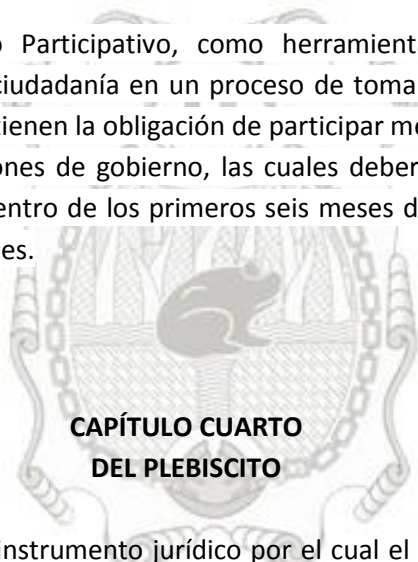 Participativo, como herramient
ciudadanía en un proceso de toma
tienen la obligación de participar me
ones de gobierno, las cuales deber
entro de los primeros seis meses d
es.
CAPÍTULO CUARTO
DEL PLEBISCITO
instrumento jurídico por el cual el